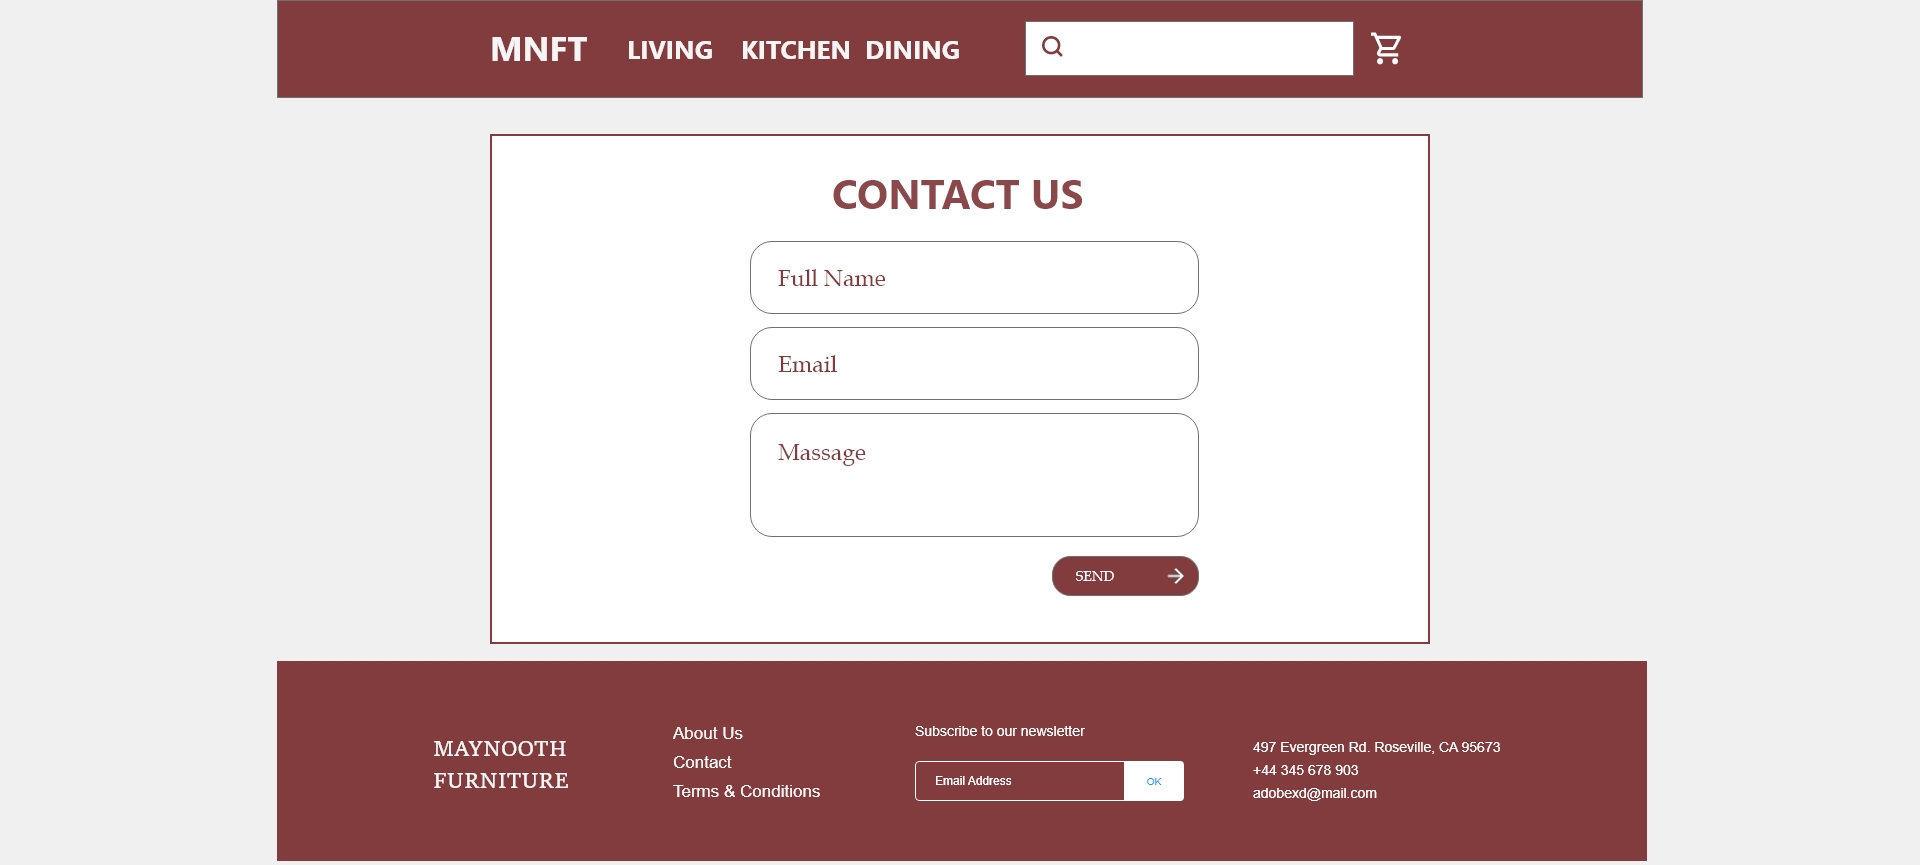 MNFT LIVING KITCHEN DINING
CONTACT US
Full Name
Email
Massage
SEND
MAYNOOTH
FURNITURE
About Us
Contact
Terms & Conditions
Subscribe to our newsletter
Email Address OK
497 Evergreen Rd. Roseville, CA 95673
+44 345 678 903
adobexd@mail.com